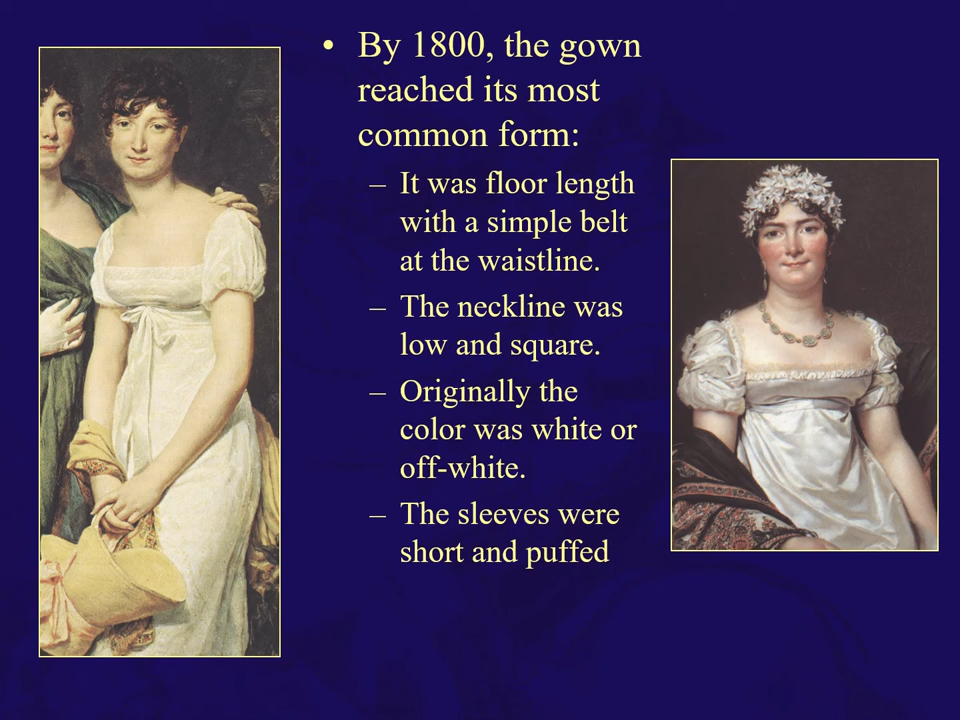 • By 1800, the gown
reached its most
common form:
– It was floor length
with a simple belt
at the waistline.
– The neckline was
low and square.
– Originally the
color was white or
off-white.
– The sleeves were
short and puffed